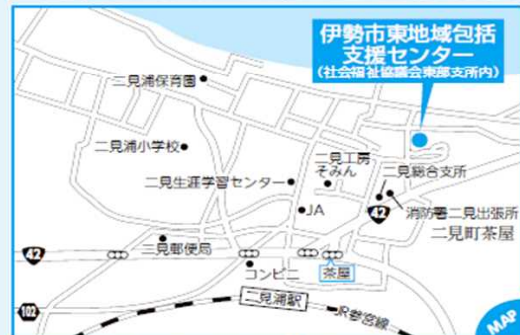 伊勢市東地域包括
支援センター
(社会福祉協議会東部支所内)
二見浦保育園
二見浦小学校
二見工房
そみん
二見総合支所
二見生涯学習センター
JA
42
消防署二見出張所
二見町茶屋
二見郵便局
42
コンビニ
茶屋
102
二見浦駅
JR参宮線
MAP